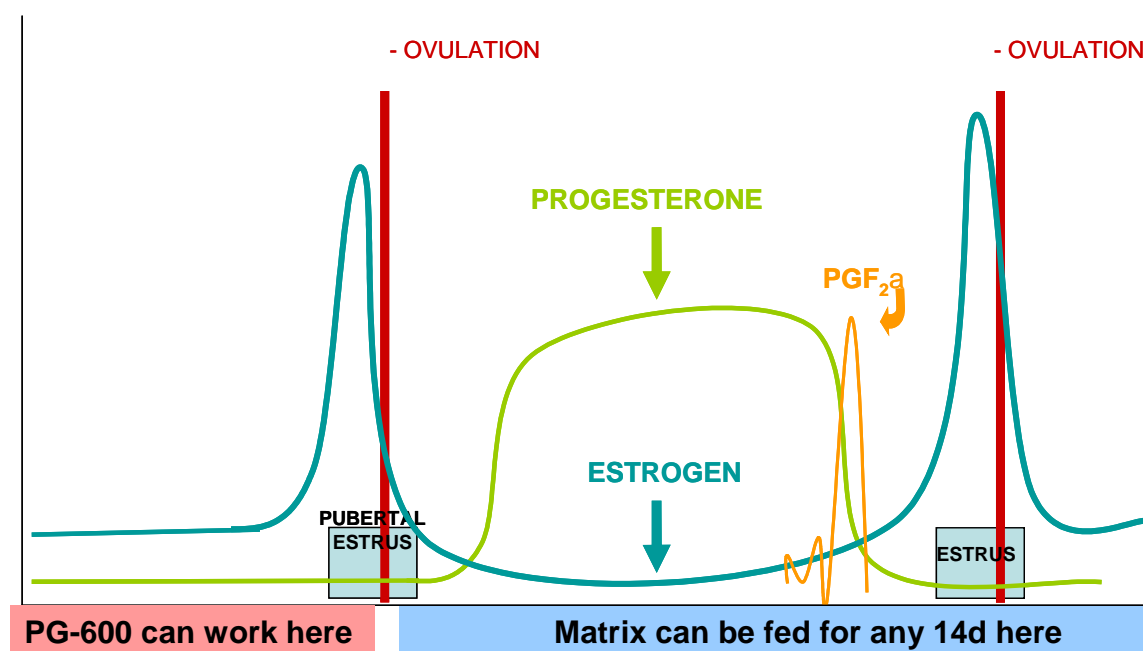 - OVULATION
- OVULATION
PROGESTERONE
PGF₂a
ESTROGEN
PUBERTAL
ESTRUS
ESTRUS
PG-600 can work here
Matrix can be fed for any 14d here